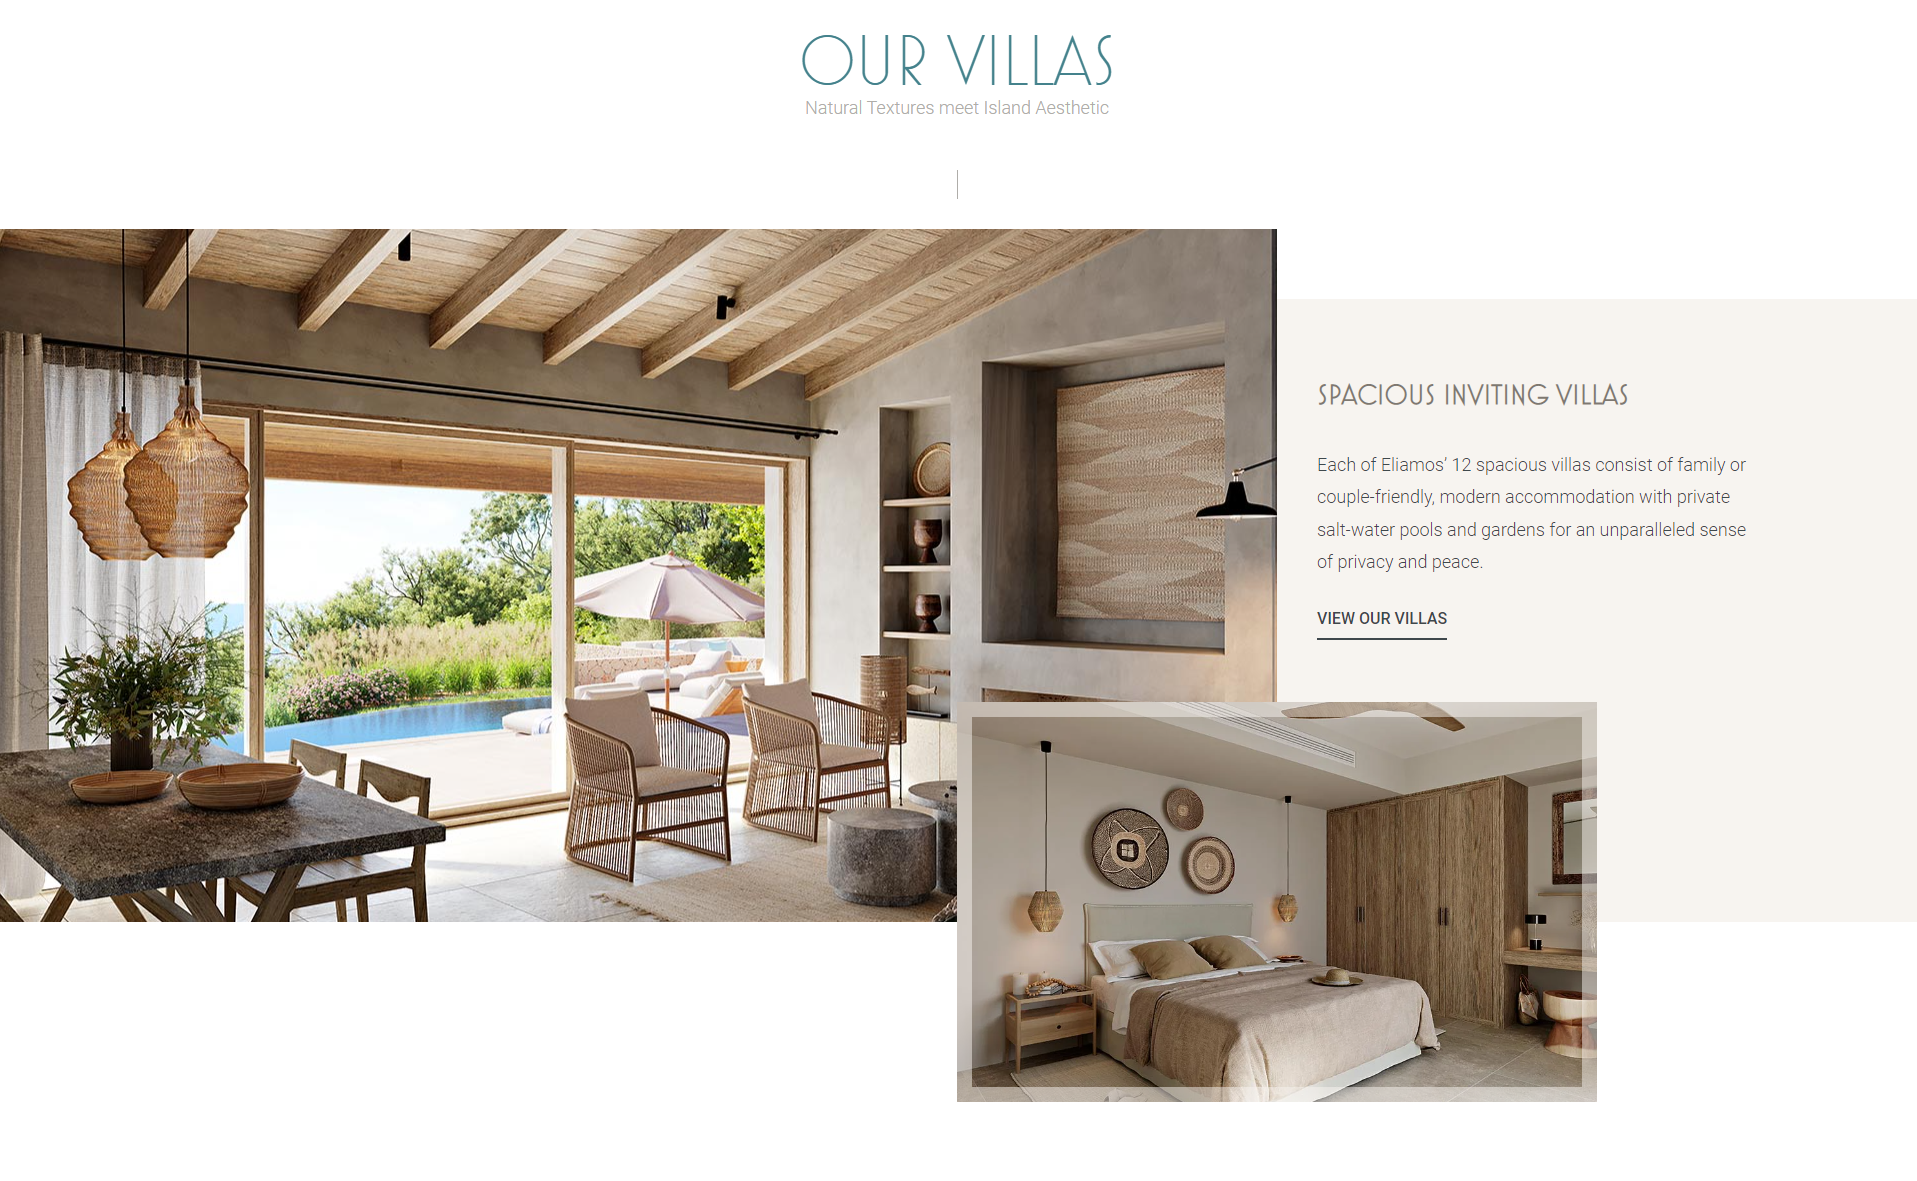 OUR VILLAS
Natural Textures meet Island Aesthetic
SPACIOUS INVITING VILLAS
Each of Eliamos’ 12 spacious villas consist of family or
couple-friendly, modern accommodation with private
salt-water pools and gardens for an unparalleled sense
of privacy and peace.
VIEW OUR VILLAS